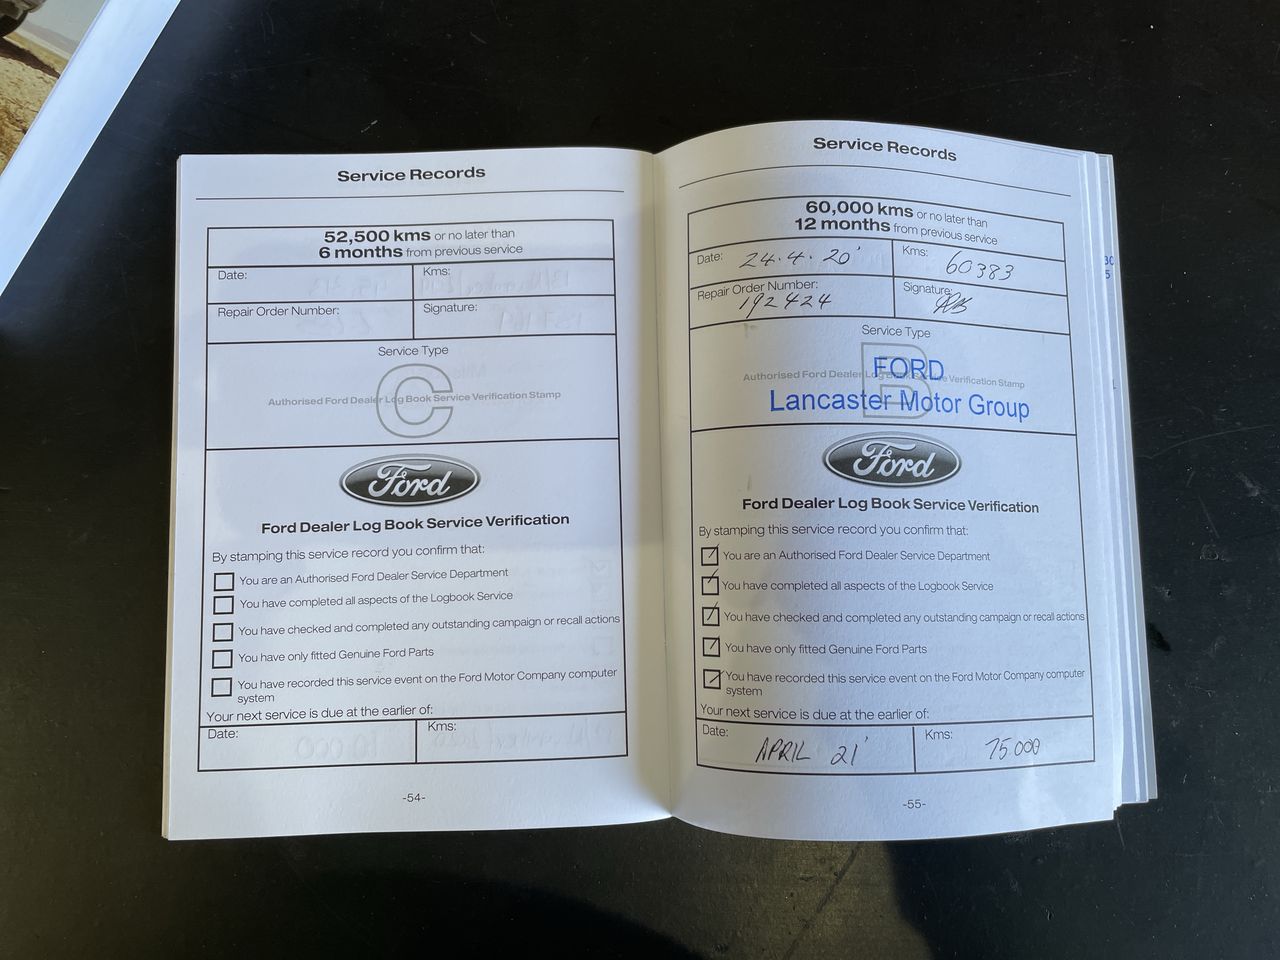 Service Records
52,500 kms or no later than
6 months from previous service
Date:
Kms:
Repair Order Number:
Signature:
Service Type
C
Authorised Ford Dealer Log Book Service Verification Stamp
Ford
Ford Dealer Log Book Service Verification
By stamping this service record you confirm that:
You are an Authorised Ford Dealer Service Department
You have completed all aspects of the Logbook Service
You have checked and completed any outstanding campaign or recall actions
You have only fitted Genuine Ford Parts
You have recorded this service event on the Ford Motor Company computer
system
Your next service is due at the earlier of:
Date:
Kms:
-54-
Service Records
60,000 kms or no later than
12 months from previous service
Date: 24.4.20'
Kms: 60383
Repair Order Number:
192424
Signature:
Service Type
B
FORD
Authorised Ford Dealer Log Book Service Verification Stamp
Lancaster Motor Group
Ford
Ford Dealer Log Book Service Verification
By stamping this service record you confirm that:
You are an Authorised Ford Dealer Service Department
You have completed all aspects of the Logbook Service
You have checked and completed any outstanding campaign or recall actions
You have only fitted Genuine Ford Parts
You have recorded this service event on the Ford Motor Company computer
system
Your next service is due at the earlier of:
Date: APRIL 21'
Kms: 75000
-55-